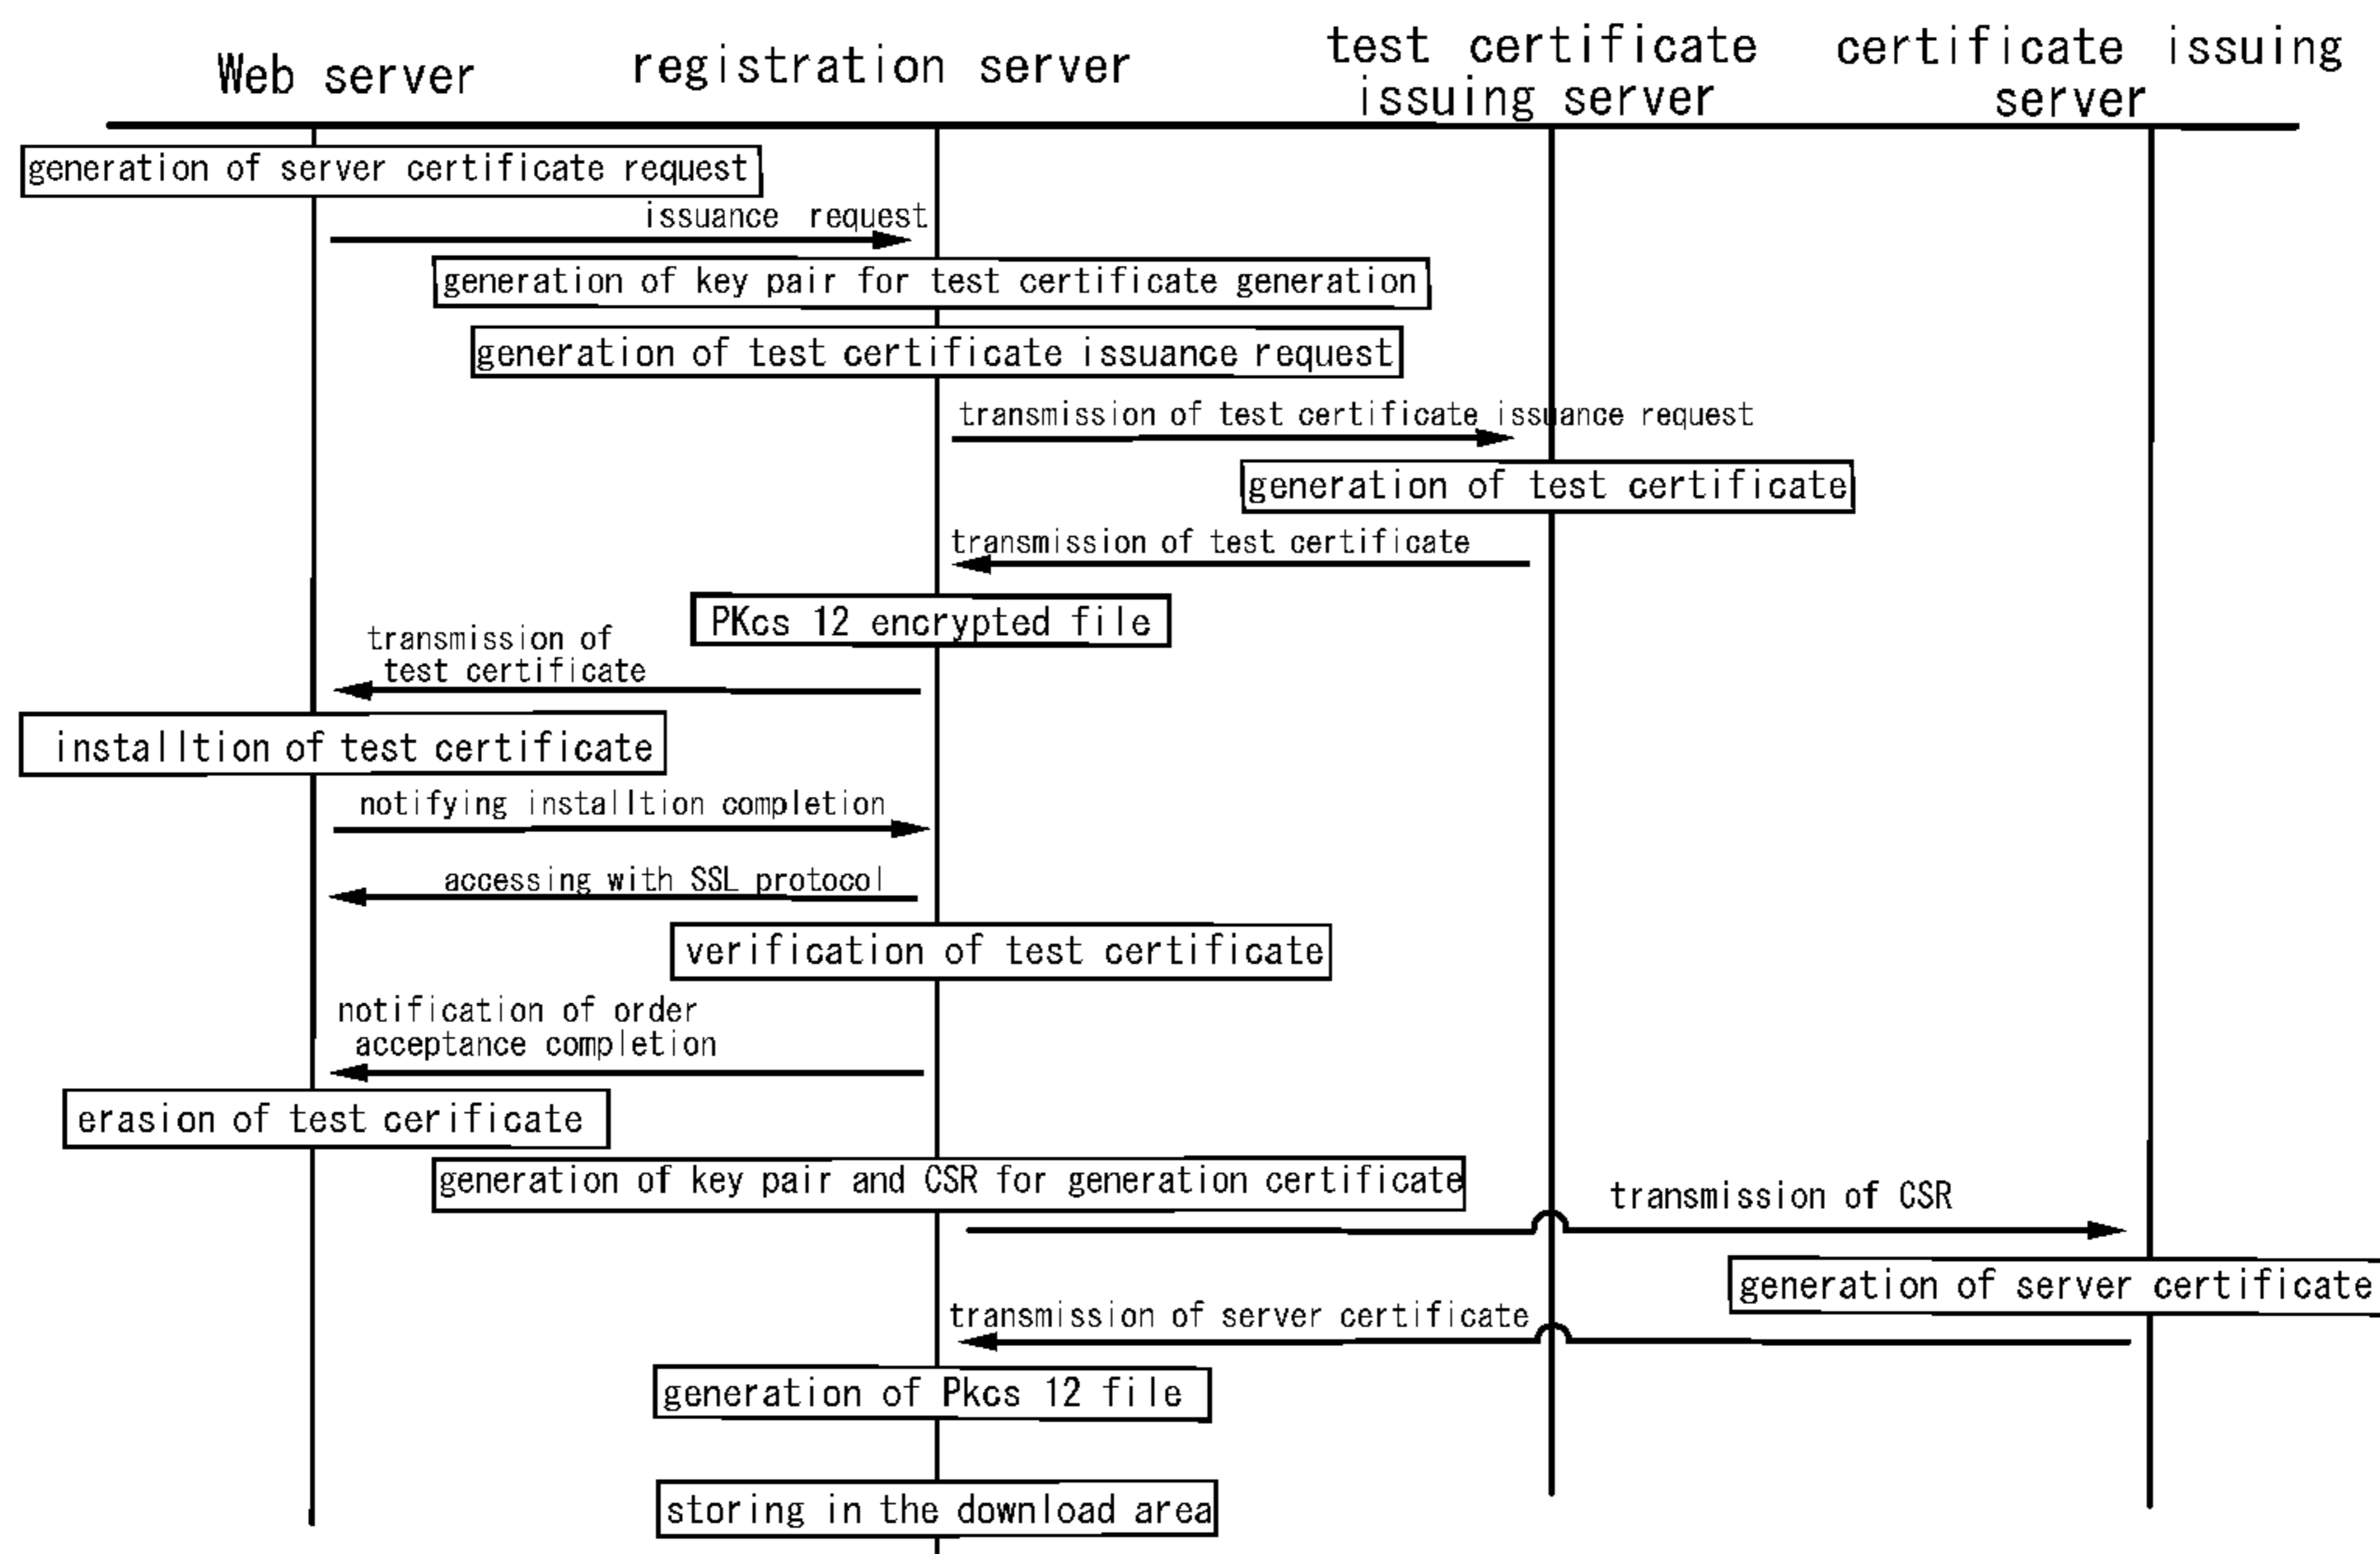 Web server
registration server
test certificate
issuing server
certificate issuing
server
generation of server certificate request
issuance request
generation of key pair for test certificate generation
generation of test certificate issuance request
transmission of test certificate issuance request
generation of test certificate
transmission of test certificate
PKcs 12 encrypted file
transmission of
test certificate
installtion of test certificate
notifying installtion completion
accessing with SSL protocol
verification of test certificate
notification of order
acceptance completion
erasion of test cerificate
generation of key pair and CSR for generation certificate
transmission of CSR
generation of server certificate
transmission of server certificate
generation of Pkcs 12 file
storing in the download area